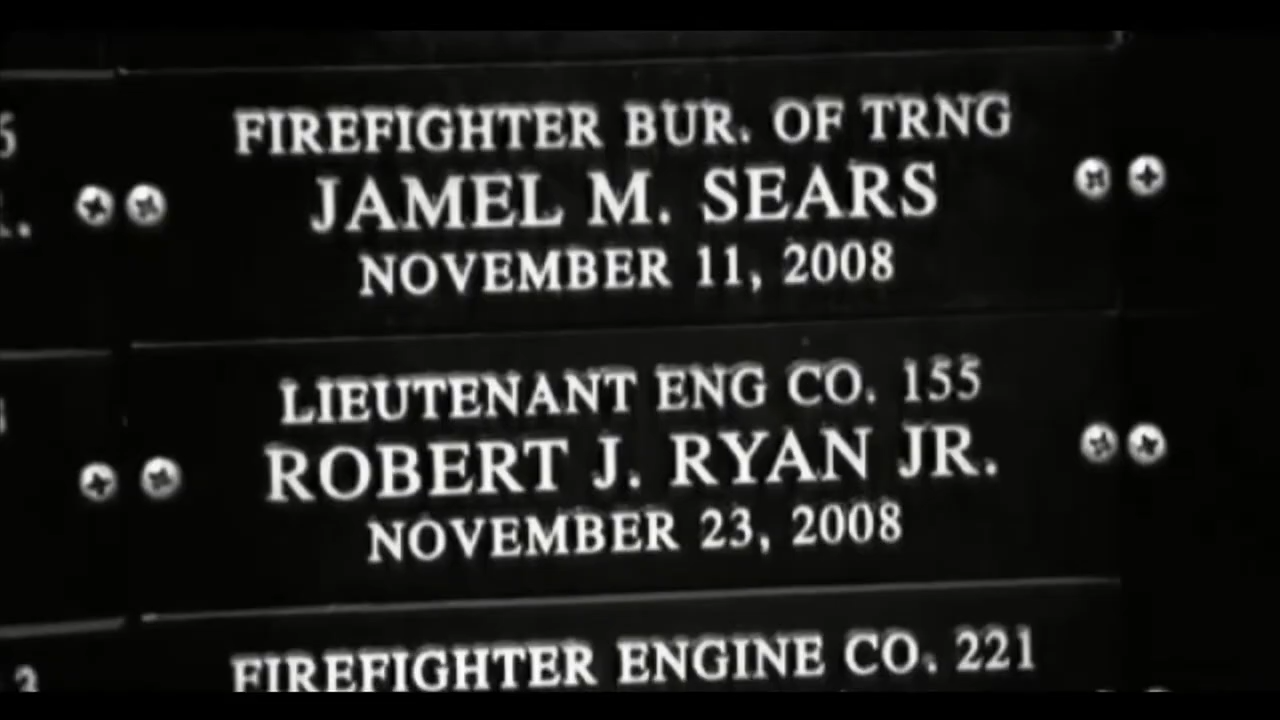 FIREFIGHTER BUR. OF TRNG
JAMEL M. SEARS
NOVEMBER 11, 2008
LIEUTENANT ENG CO. 155
ROBERT J. RYAN JR.
NOVEMBER 23, 2008
FIREFIGHTER ENGINE CO. 221